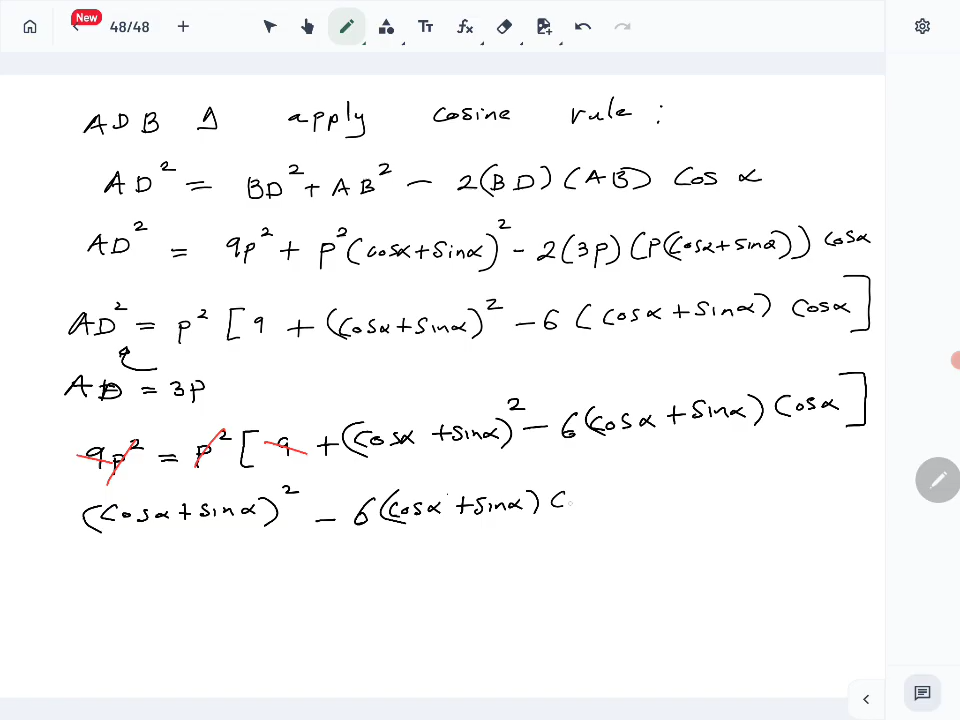 New
48/48
Tт fx
ADB Δ apply cosine rule :
AD² = BD² + AB² - 2(BD)(AB) cos α
AD² = 9p² + p²(cosα + sinα)² - 2(3p)(p(cosα + sinα)) cosα
AD² = p² [9 + (cosα + sinα)² - 6(cosα + sinα) cosα]
AD = 3p
9p² = p² [9 + (cosα + sinα)² - 6(cosα + sinα) cosα]
(cosα + sinα)² - 6(cosα + sinα) c